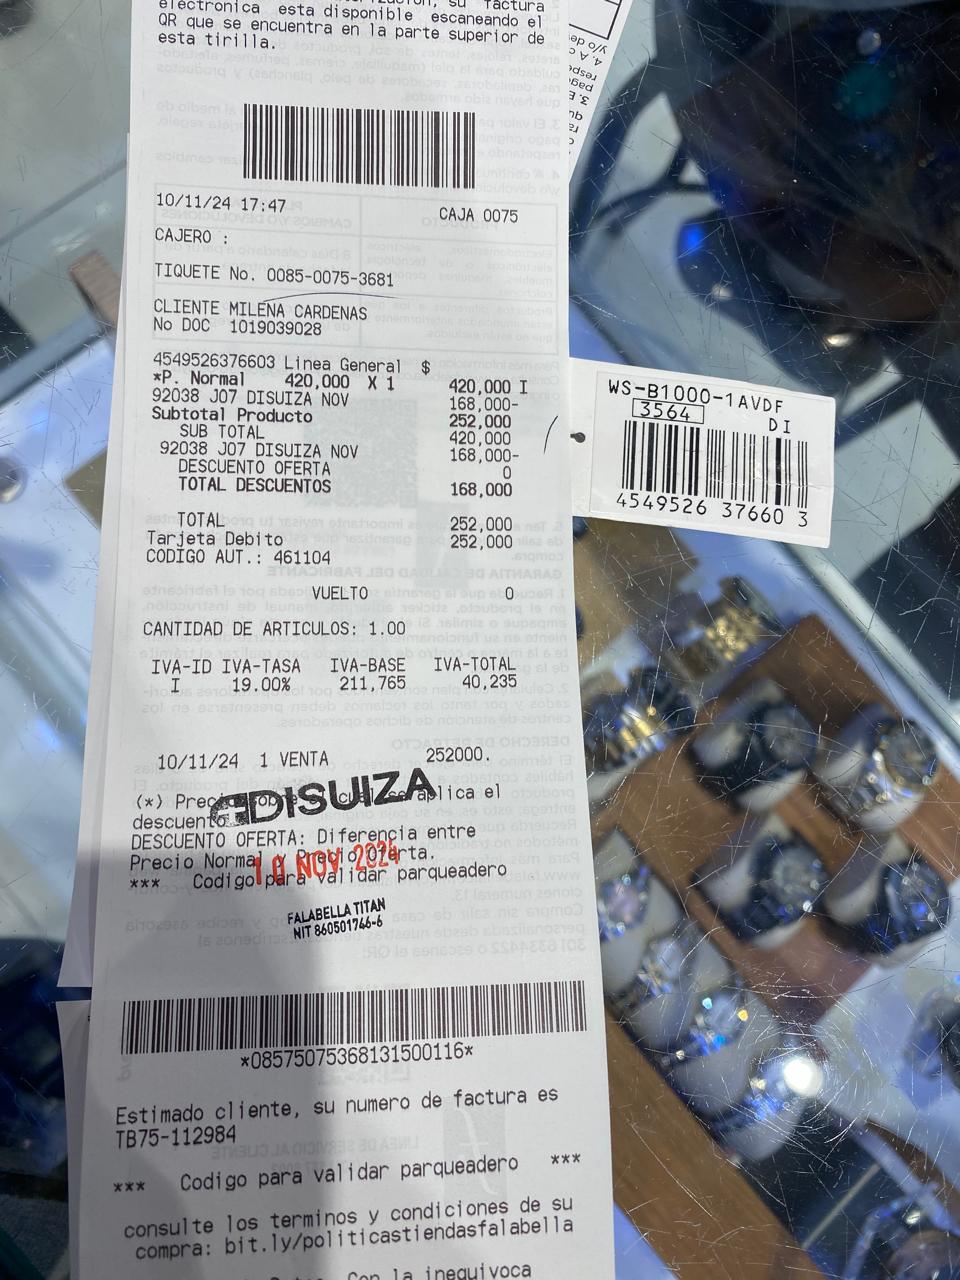 electronica esta disponible escaneando el
QR que se encuentra en la parte superior de
esta tirilla.
10/11/24 17:47 CAJA 0075
CAJERO :
TIQUETE No. 0085-0075-3681
CLIENTE MILENA CARDENAS
No DOC 1019039028
4549526376603 Linea General $
*P. Normal 420,000 X 1 420,000 I
92038 J07 DISUIZA NOV 168,000-
Subtotal Producto 252,000
SUB TOTAL 420,000
92038 J07 DISUIZA NOV 168,000-
DESCUENTO OFERTA 0
TOTAL DESCUENTOS 168,000
TOTAL 252,000
Tarjeta Debito 252,000
CODIGO AUT.: 461104
VUELTO 0
CANTIDAD DE ARTICULOS: 1.00
IVA-ID IVA-TASA IVA-BASE IVA-TOTAL
I 19.00% 211,765 40,235
10/11/24 1 VENTA 252000.
(*) aplica el
DISUIZA
DESCUENTO OFERTA: Diferencia entre
Precio
10 NOV 2024
*** Codigo para validar parqueadero
FALABELLA TITAN
NIT 860501746-6
*08575075368131500116*
Estimado cliente, su numero de factura es
TB75-112984
*** Codigo para validar parqueadero ***
consulte los terminos y condiciones de su
compra: bit.ly/politicastiendasfalabella
Con la inequivoca
WS-B1000-1AVDF
3564 DI
4549526 37660 3